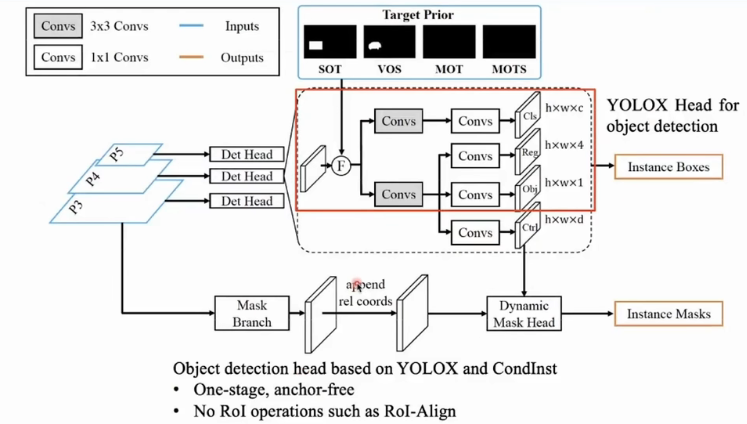 Convs 3x3 Convs Inputs
Convs 1x1 Convs Outputs
Target Prior
SOT VOS MOT MOTS
YOLOX Head for
object detection
Convs Convs Cls h×w×c
Convs Reg h×w×4
F
P5 Det Head
P4 Det Head
P3 Det Head
Convs Convs Obj h×w×1
Convs Ctrl h×w×d
Instance Boxes
append
rel coords
Mask
Branch
Dynamic
Mask Head
Instance Masks
Object detection head based on YOLOX and CondInst
• One-stage, anchor-free
• No RoI operations such as RoI-Align